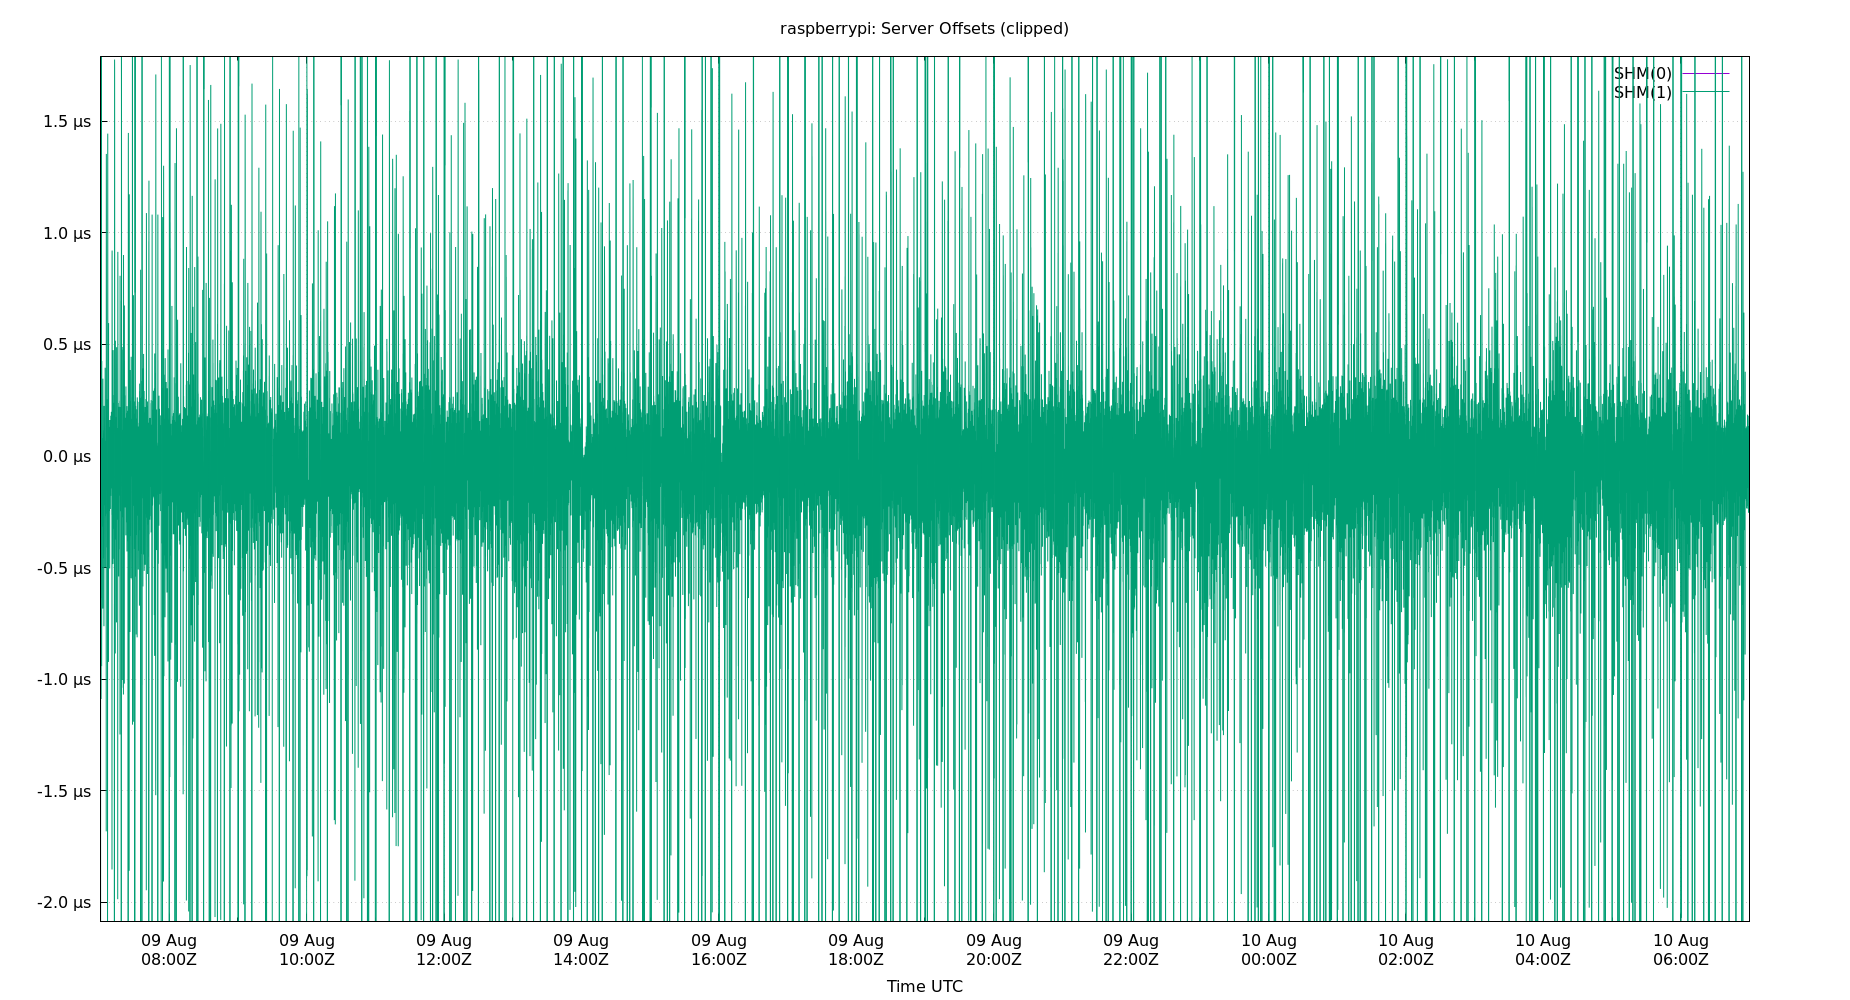 raspberrypi: Server Offsets (clipped)
SHM(0)
SHM(1)
1.5 µs
1.0 µs
0.5 µs
0.0 µs
-0.5 µs
-1.0 µs
-1.5 µs
-2.0 µs
09 Aug 09 Aug 09 Aug 09 Aug 09 Aug 09 Aug 09 Aug 09 Aug 10 Aug 10 Aug 10 Aug 10 Aug
08:00Z 10:00Z 12:00Z 14:00Z 16:00Z 18:00Z 20:00Z 22:00Z 00:00Z 02:00Z 04:00Z 06:00Z
Time UTC